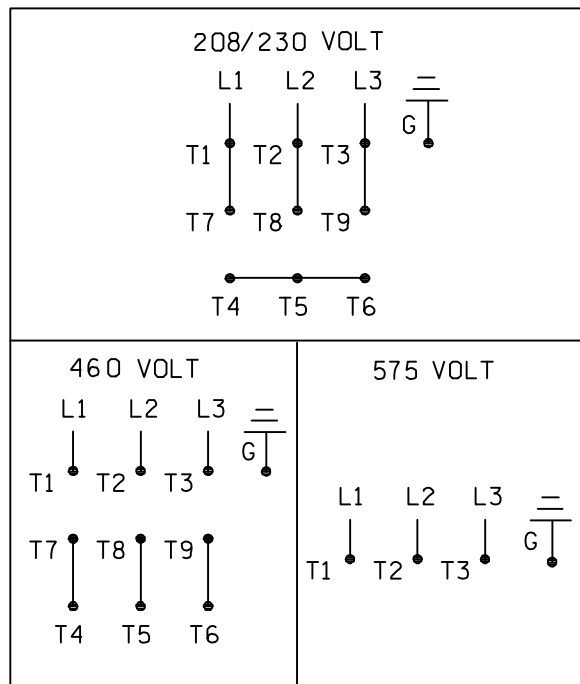 208/230 VOLT
L1 L2 L3
G
T1 T2 T3
T7 T8 T9
T4 T5 T6
460 VOLT
L1 L2 L3
G
T1 T2 T3
T7 T8 T9
T4 T5 T6
575 VOLT
L1 L2 L3
G
T1 T2 T3